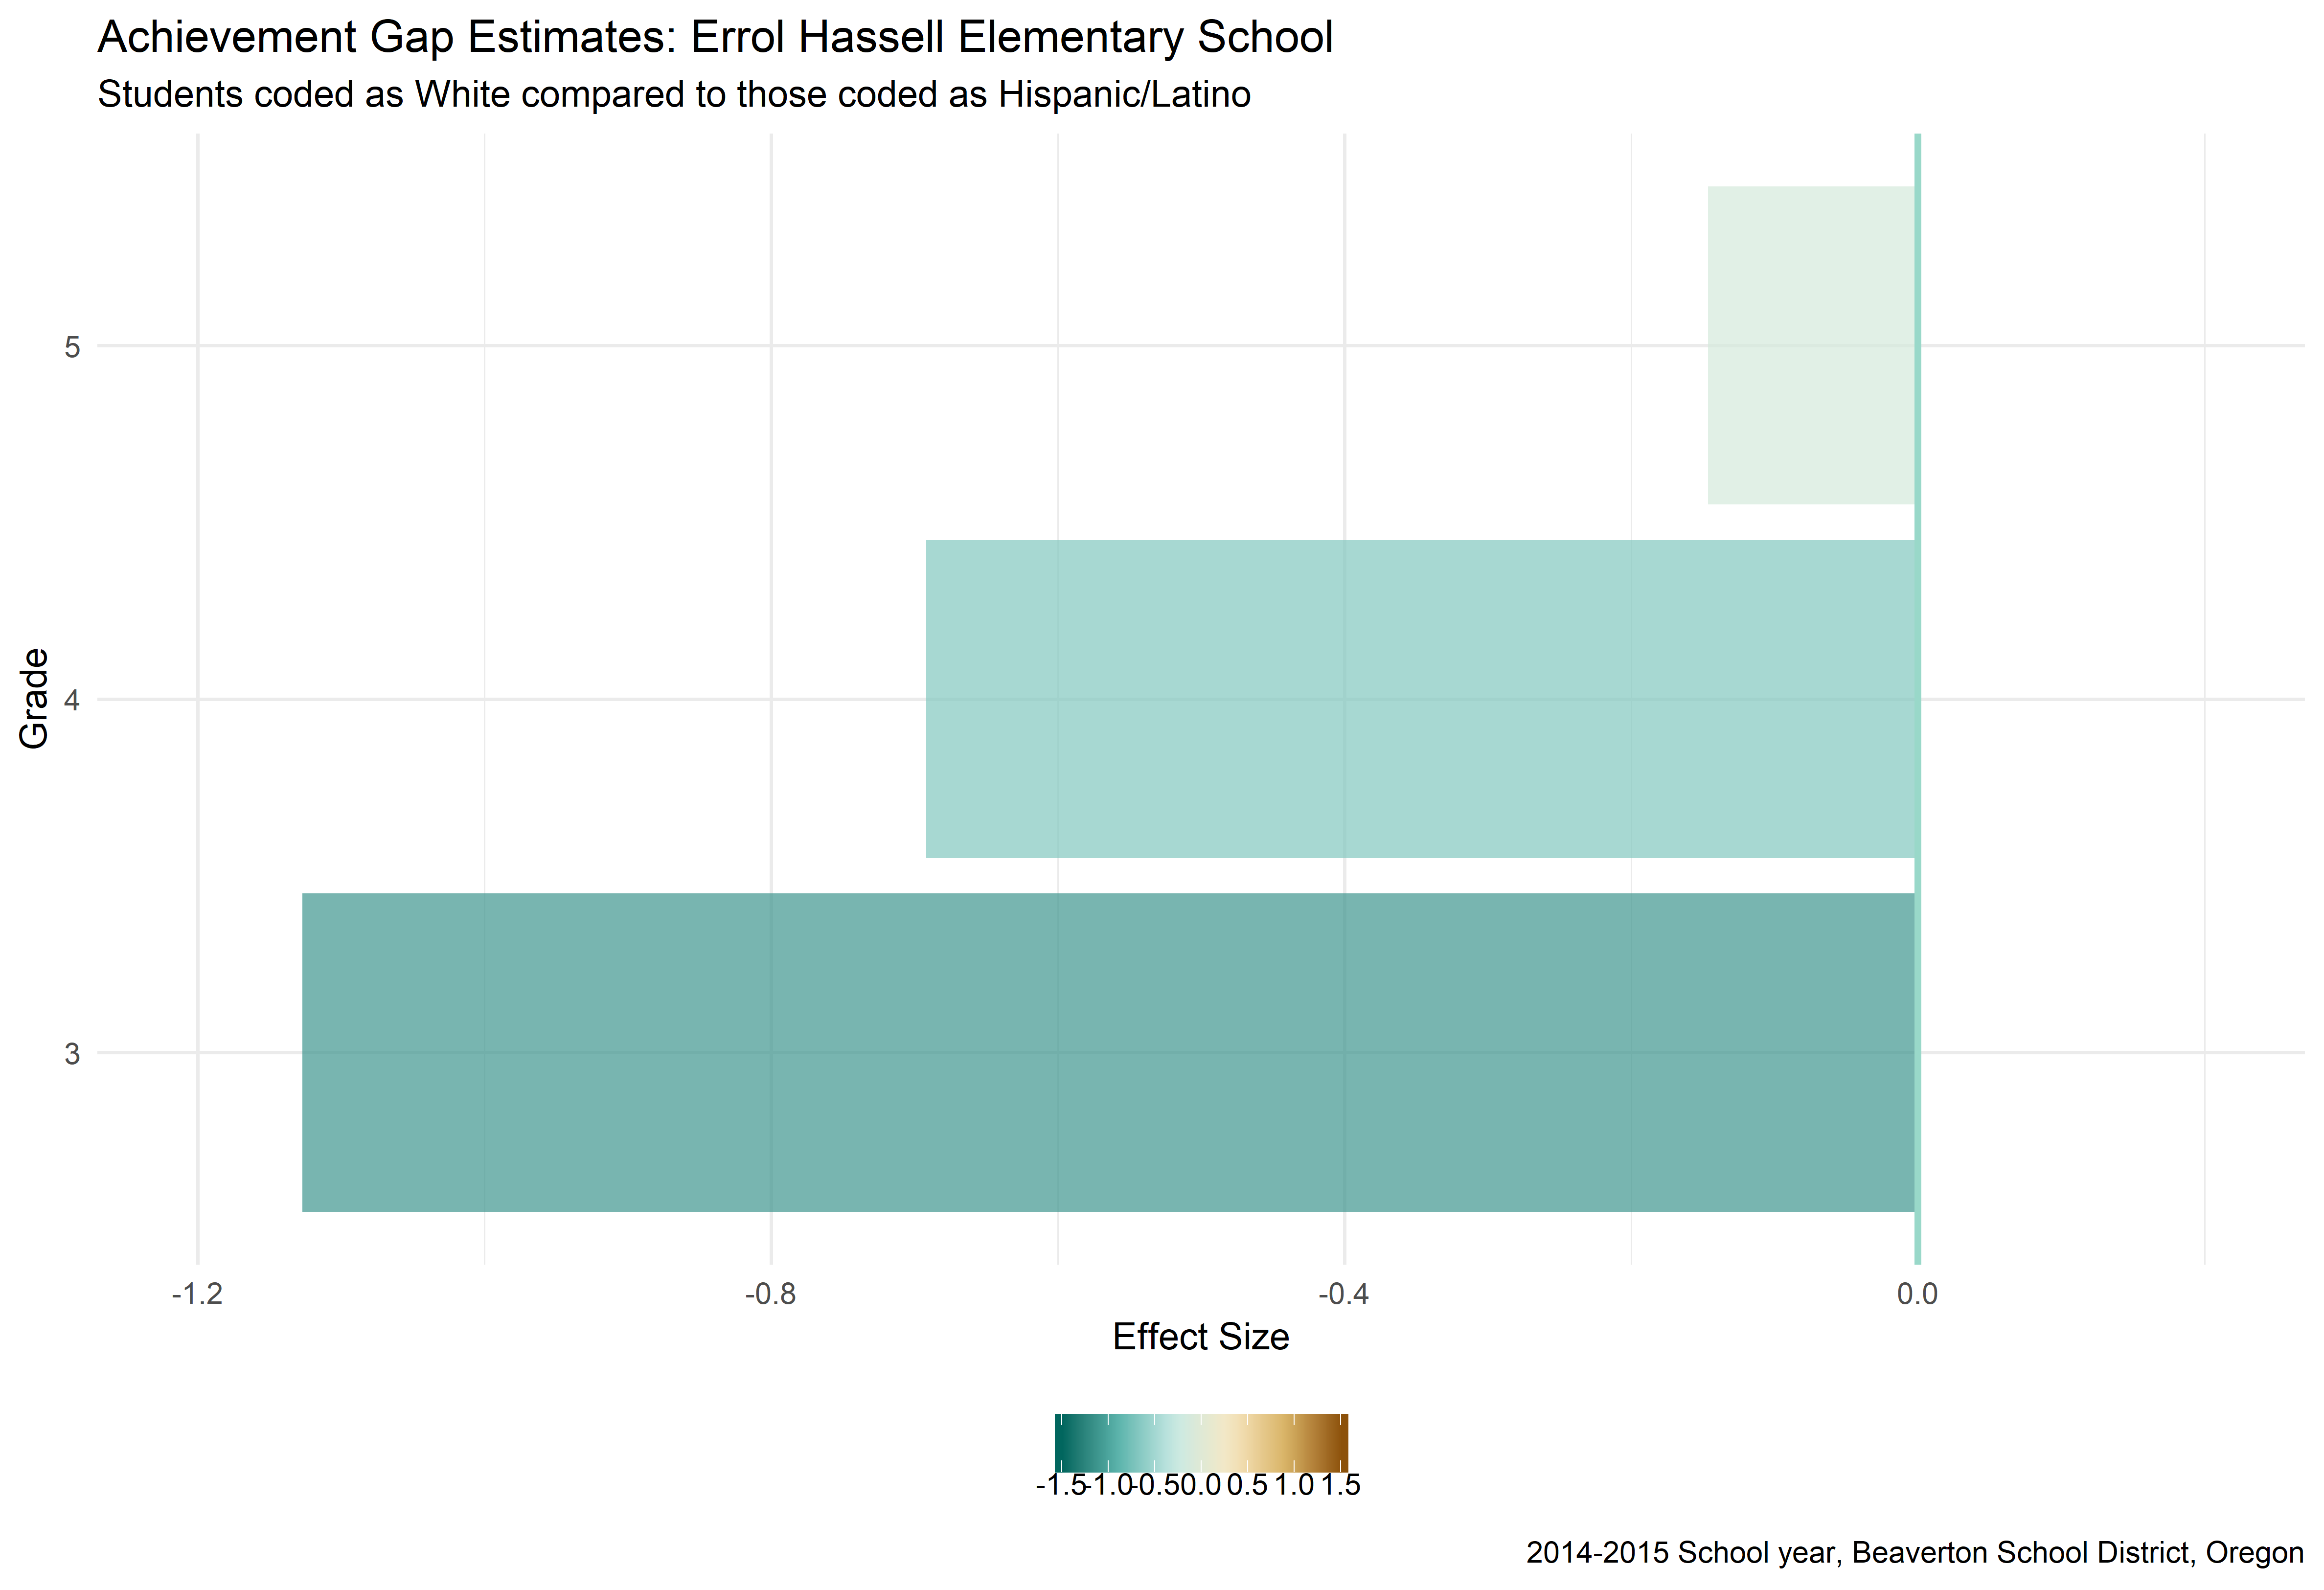 Achievement Gap Estimates: Errol Hassell Elementary School
Students coded as White compared to those coded as Hispanic/Latino
5
4
3
Grade
-1.2 -0.8 -0.4 0.0
Effect Size
-1.5 -1.0 -0.5 0.0 0.5 1.0 1.5
2014-2015 School year, Beaverton School District, Oregon